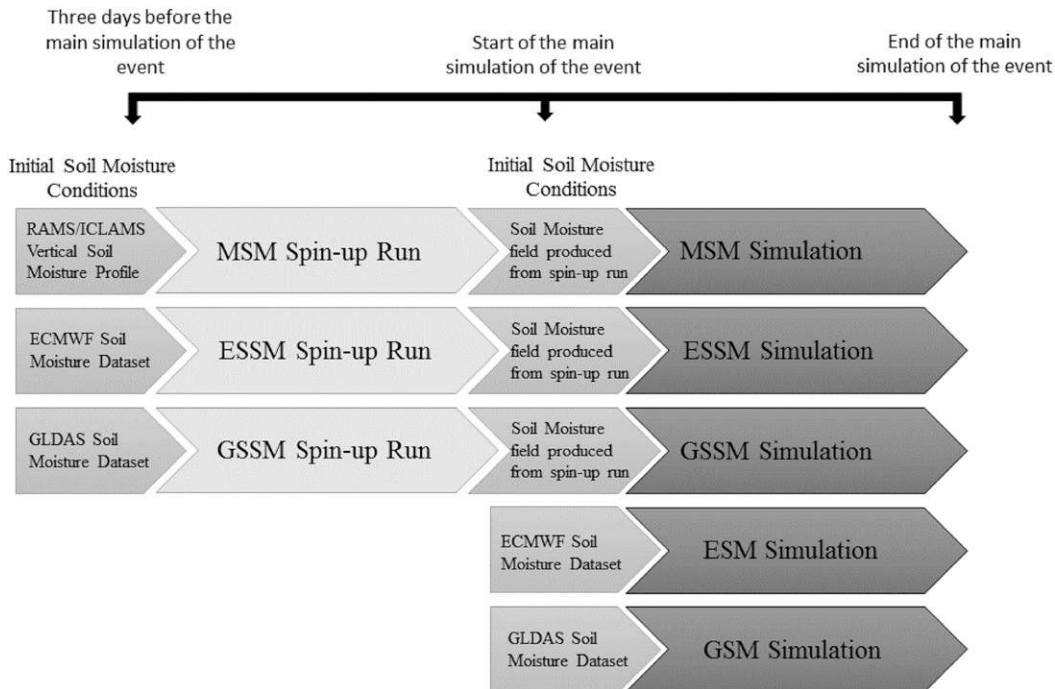 Three days before the
main simulation of the
event
Start of the main
simulation of the event
End of the main
simulation of the event
Initial Soil Moisture
Conditions
Initial Soil Moisture
Conditions
RAMS/ICLAMS
Vertical Soil
Moisture Profile
MSM Spin-up Run
Soil Moisture
field produced
from spin-up run
MSM Simulation
ECMWF Soil
Moisture Dataset
ESSM Spin-up Run
Soil Moisture
field produced
from spin-up run
ESSM Simulation
GLDAS Soil
Moisture Dataset
GSSM Spin-up Run
Soil Moisture
field produced
from spin-up run
GSSM Simulation
ECMWF Soil
Moisture Dataset
ESM Simulation
GLDAS Soil
Moisture Dataset
GSM Simulation